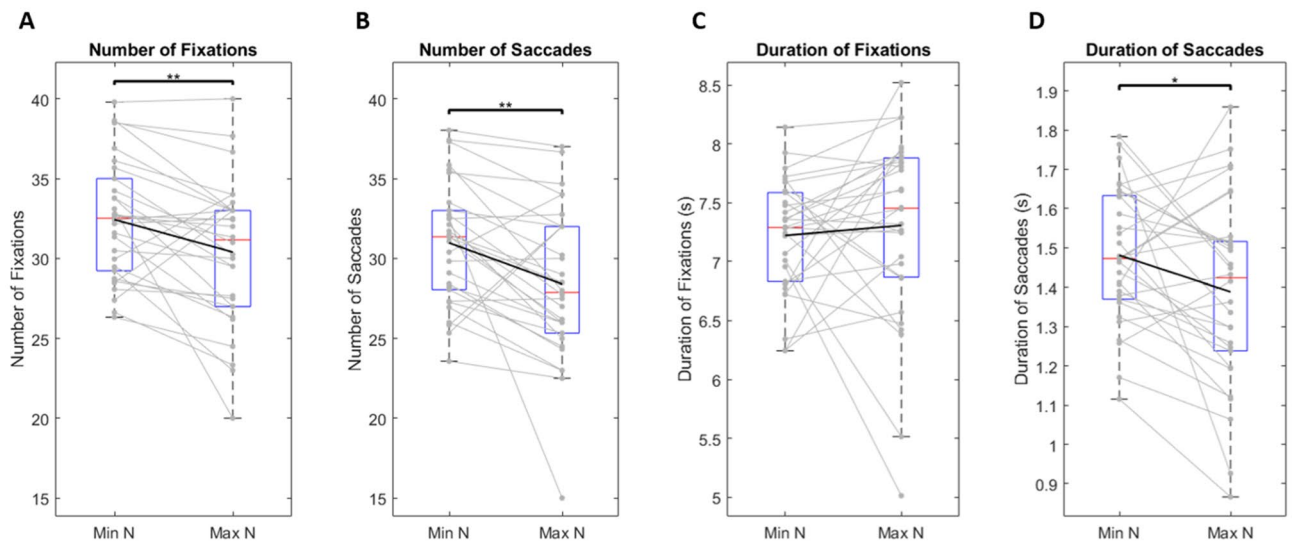 A
Number of Fixations
**
Number of Fixations
40
35
30
25
20
15
Min N
Max N
B
Number of Saccades
**
Number of Saccades
40
35
30
25
20
15
Min N
Max N
C
Duration of Fixations
Duration of Fixations (s)
8.5
8
7.5
7
6.5
6
5.5
5
Min N
Max N
D
Duration of Saccades
*
Duration of Saccades (s)
1.9
1.8
1.7
1.6
1.5
1.4
1.3
1.2
1.1
1
0.9
Min N
Max N